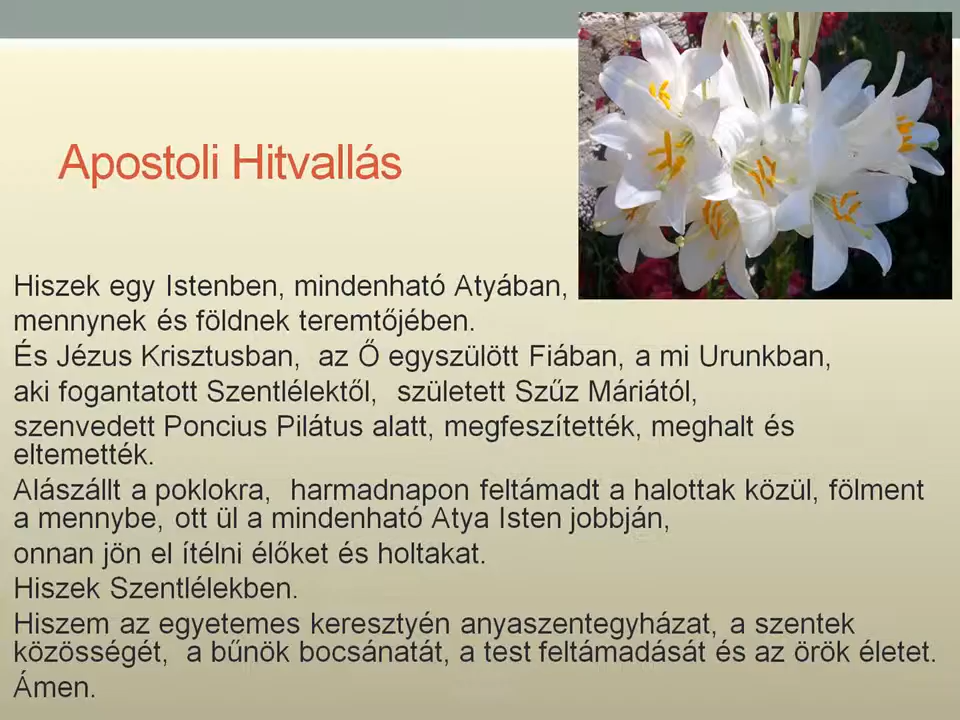 Apostoli Hitvallás
Hiszek egy Istenben, mindenható Atyában,
mennynek és földnek teremtőjében.
És Jézus Krisztusban, az Ő egyszülött Fiában, a mi Urunkban,
aki fogantatott Szentlélektől, született Szűz Máriától,
szenvedett Poncius Pilátus alatt, megfeszítették, meghalt és
eltemették.
Alászállt a poklokra, harmadnapon feltámadt a halottak közül, fölment
a mennybe, ott ül a mindenható Atya Isten jobbján,
onnan jön el ítélni élőket és holtakat.
Hiszek Szentlélekben.
Hiszem az egyetemes keresztyén anyaszentegyházat, a szentek
közösségét, a bűnök bocsánatát, a test feltámadását és az örök életet.
Ámen.